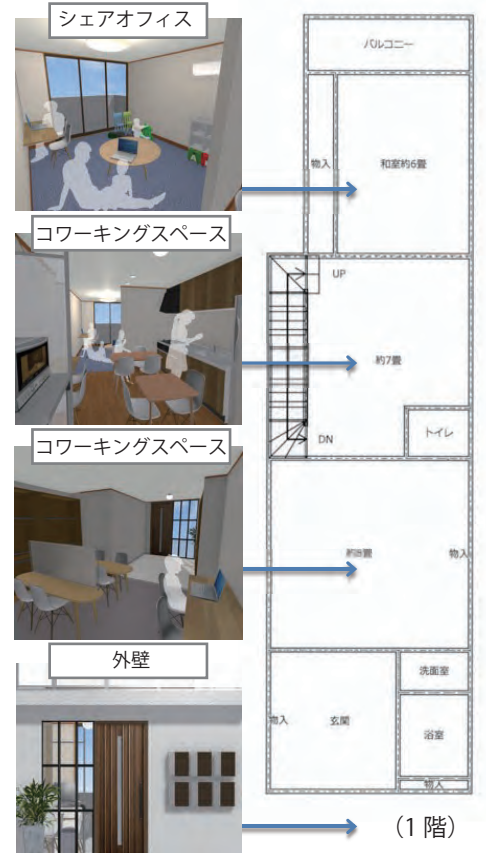 シェアオフィス
コワーキングスペース
コワーキングスペース
外壁
バルコニー
物入
和室約6畳
UP
約7畳
DN
トイレ
約8畳
物入
洗面室
物入
玄関
浴室
物入
（1 階）